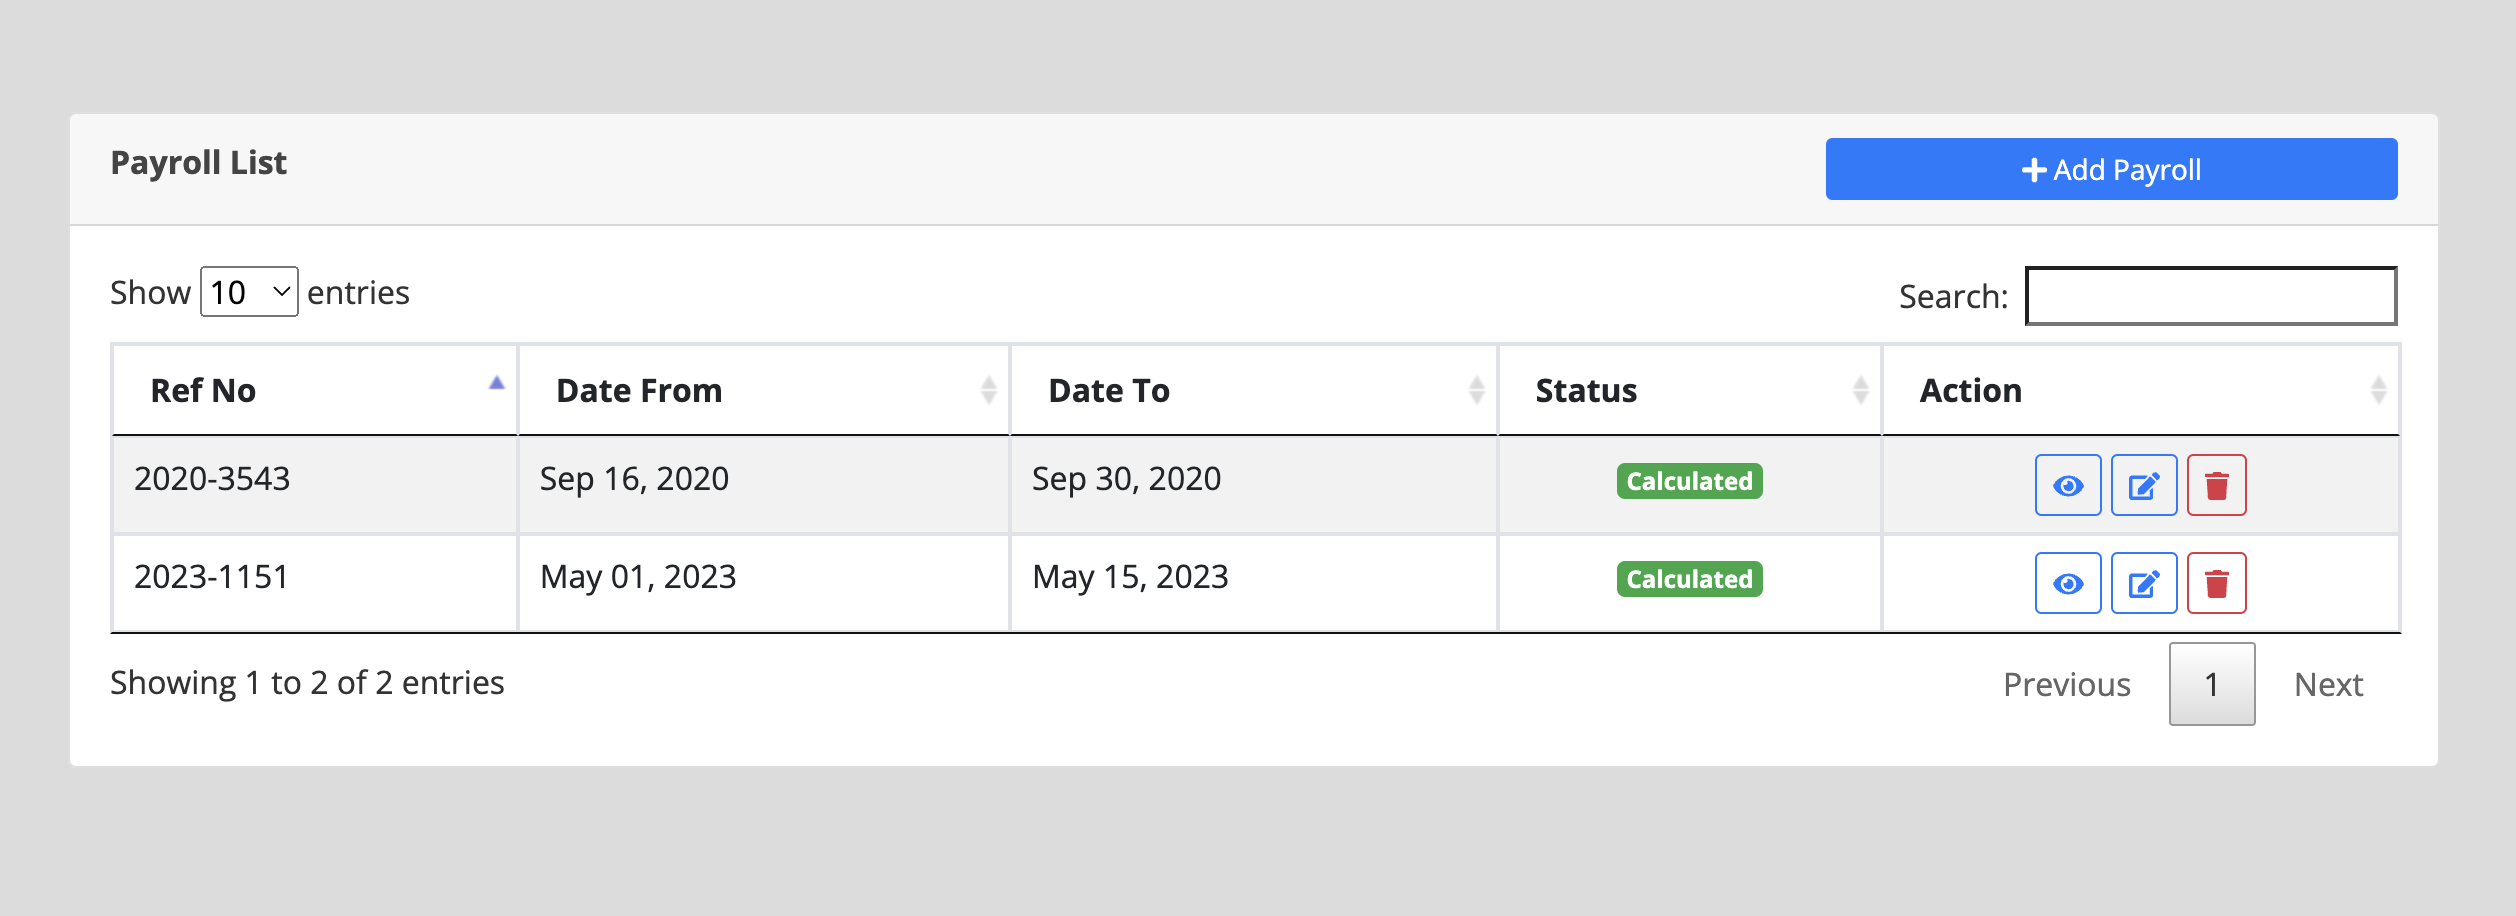 Payroll List
Add Payroll
Show 10 entries
Search:
Ref No Date From Date To Status Action
2020-3543 Sep 16, 2020 Sep 30, 2020 Calculated
2023-1151 May 01, 2023 May 15, 2023 Calculated
Showing 1 to 2 of 2 entries
Previous 1 Next